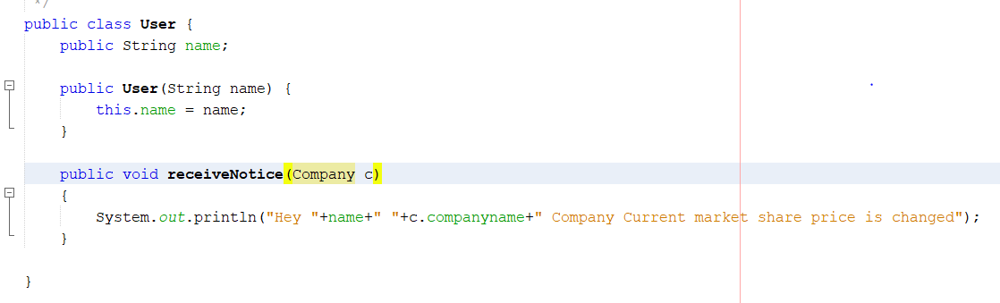 */
public class User {
    public String name;
    public User(String name) {
        this.name = name;
    }
    public void receiveNotice(Company c)
    {
        System.out.println("Hey "+name+" "+c.companyname+" Company Current market share price is changed");
    }
}